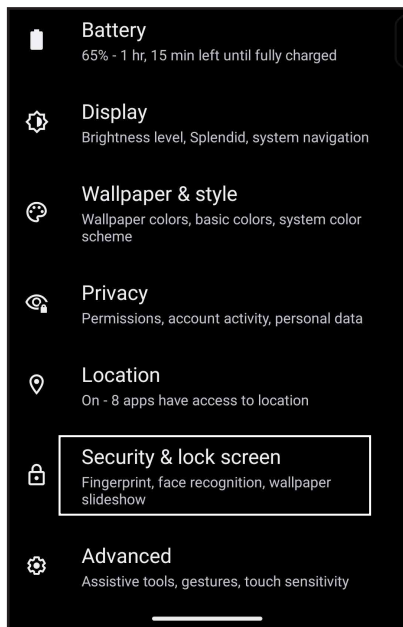 Battery
65% - 1 hr, 15 min left until fully charged
Display
Brightness level, Splendid, system navigation
Wallpaper & style
Wallpaper colors, basic colors, system color
scheme
Privacy
Permissions, account activity, personal data
Location
On - 8 apps have access to location
Security & lock screen
Fingerprint, face recognition, wallpaper
slideshow
Advanced
Assistive tools, gestures, touch sensitivity